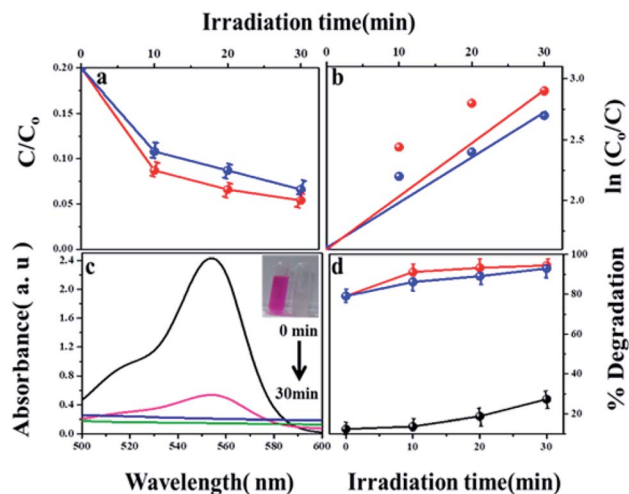 Irradiation time(min)
0 10 20 30 0 10 20 30
a
C/Co
0.20
0.15
0.10
0.05
0.00
b
ln (Co/C)
3.0
2.5
2.0
c
Absorbance( a. u )
2.4
1.8
1.2
0.6
0.0
0 min
30min
500 520 540 560 580 600
Wavelength( nm)
d
% Degradation
100
80
60
40
20
0 10 20 30
Irradiation time(min)